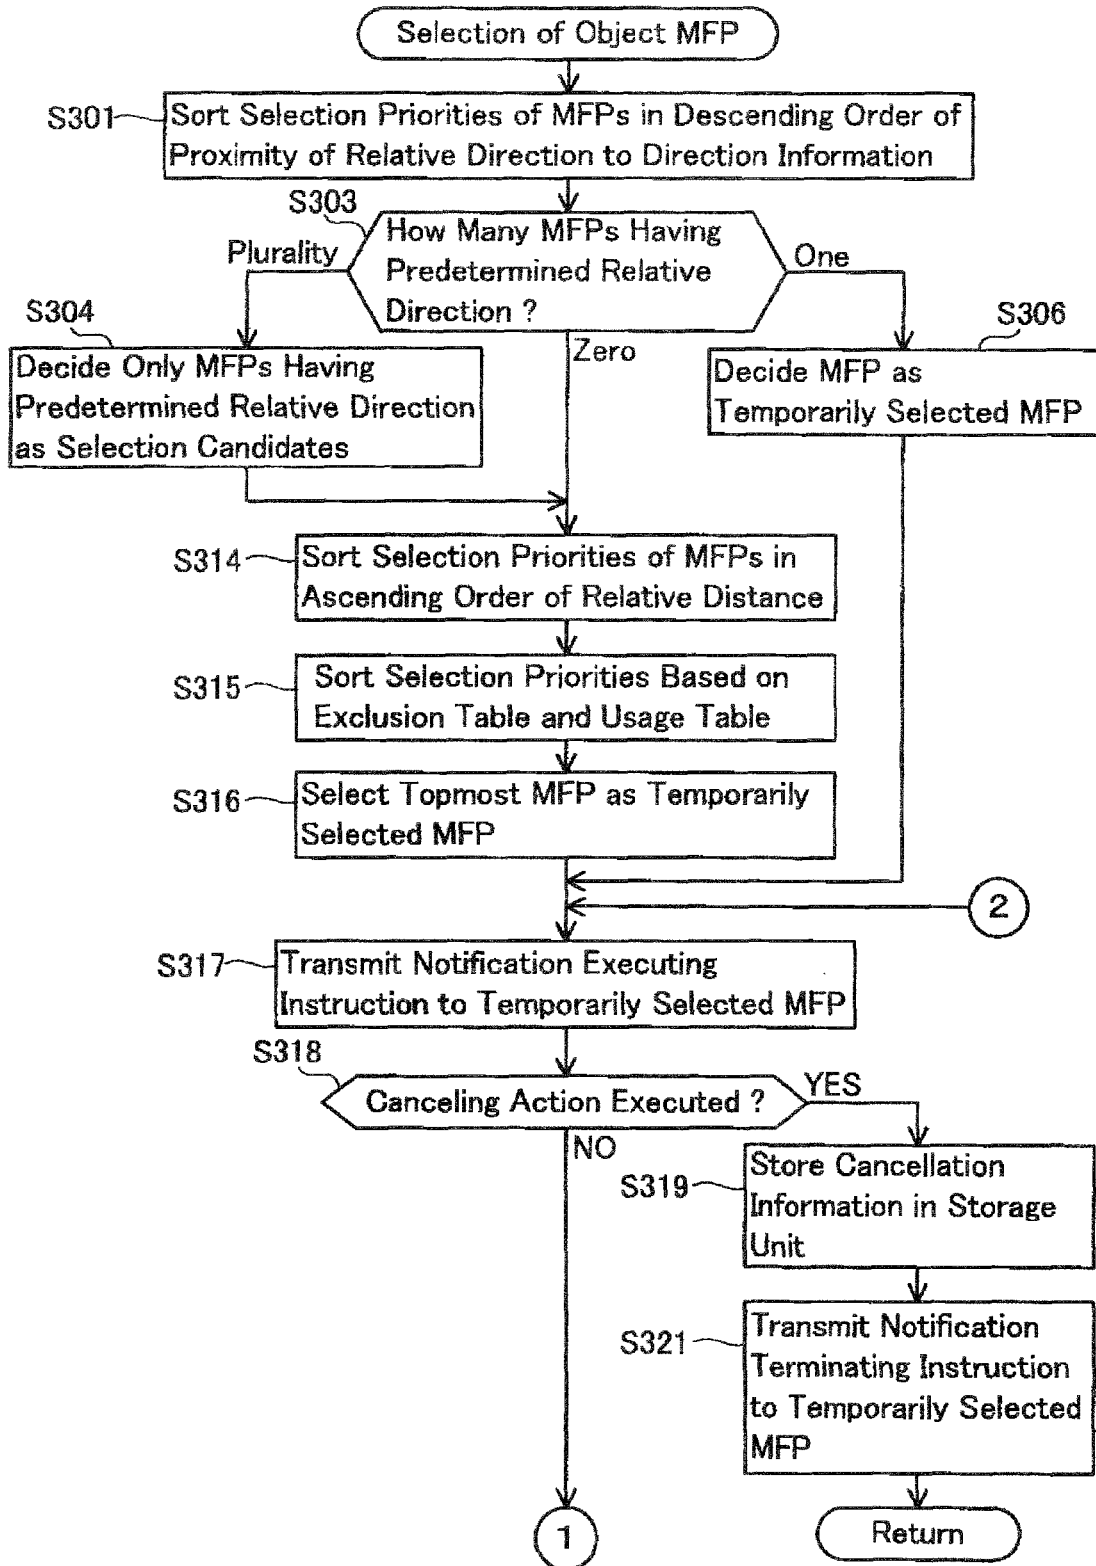 Selection of Object MFP
S301
Sort Selection Priorities of MFPs in Descending Order of
Proximity of Relative Direction to Direction Information
S303
How Many MFPs Having
Predetermined Relative
Direction ?
Plurality
One
Zero
S304
Decide Only MFPs Having
Predetermined Relative Direction
as Selection Candidates
S306
Decide MFP as
Temporarily Selected MFP
S314
Sort Selection Priorities of MFPs in
Ascending Order of Relative Distance
S315
Sort Selection Priorities Based on
Exclusion Table and Usage Table
S316
Select Topmost MFP as Temporarily
Selected MFP
2
S317
Transmit Notification Executing
Instruction to Temporarily Selected MFP
S318
Canceling Action Executed ?
YES
NO
S319
Store Cancellation
Information in Storage
Unit
S321
Transmit Notification
Terminating Instruction
to Temporarily Selected
MFP
1
Return